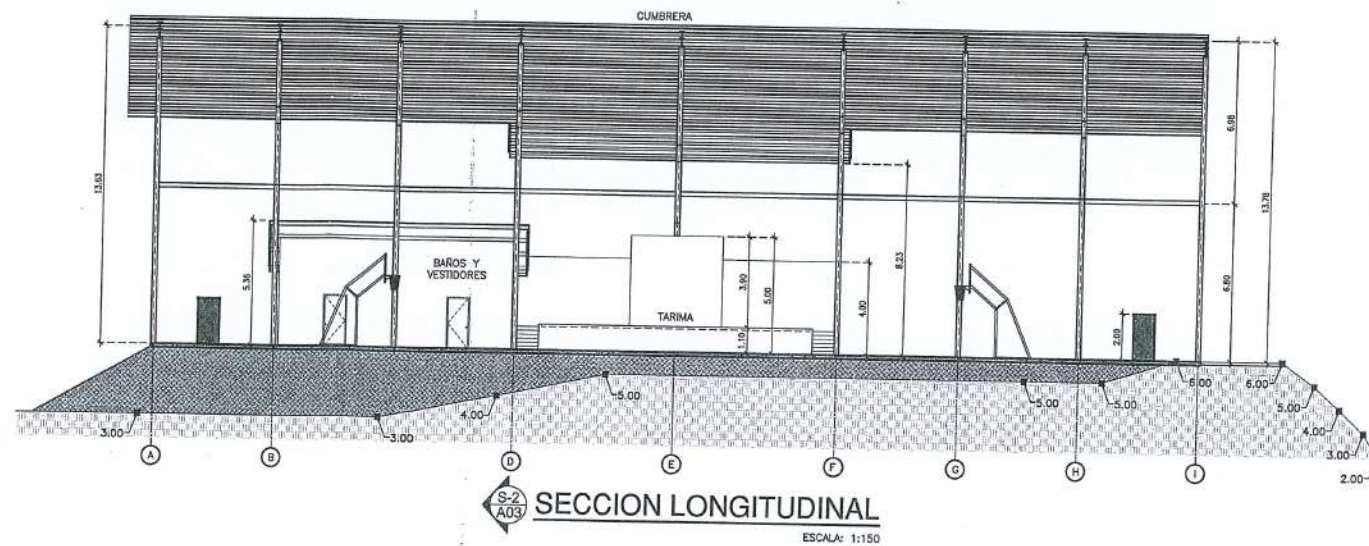 CUMBRERA
13.63
6.98
13.78
8.23
5.36
BAÑOS Y
VESTIDORES
3.90
5.00
4.00
6.80
TARIMA
1.10
2.00
3.00
3.00
4.00
5.00
5.00
5.00
6.00
6.00
5.00
4.00
3.00
2.00
A
B
D
E
F
G
H
I
S-2
A03
SECCION LONGITUDINAL
ESCALA: 1:150